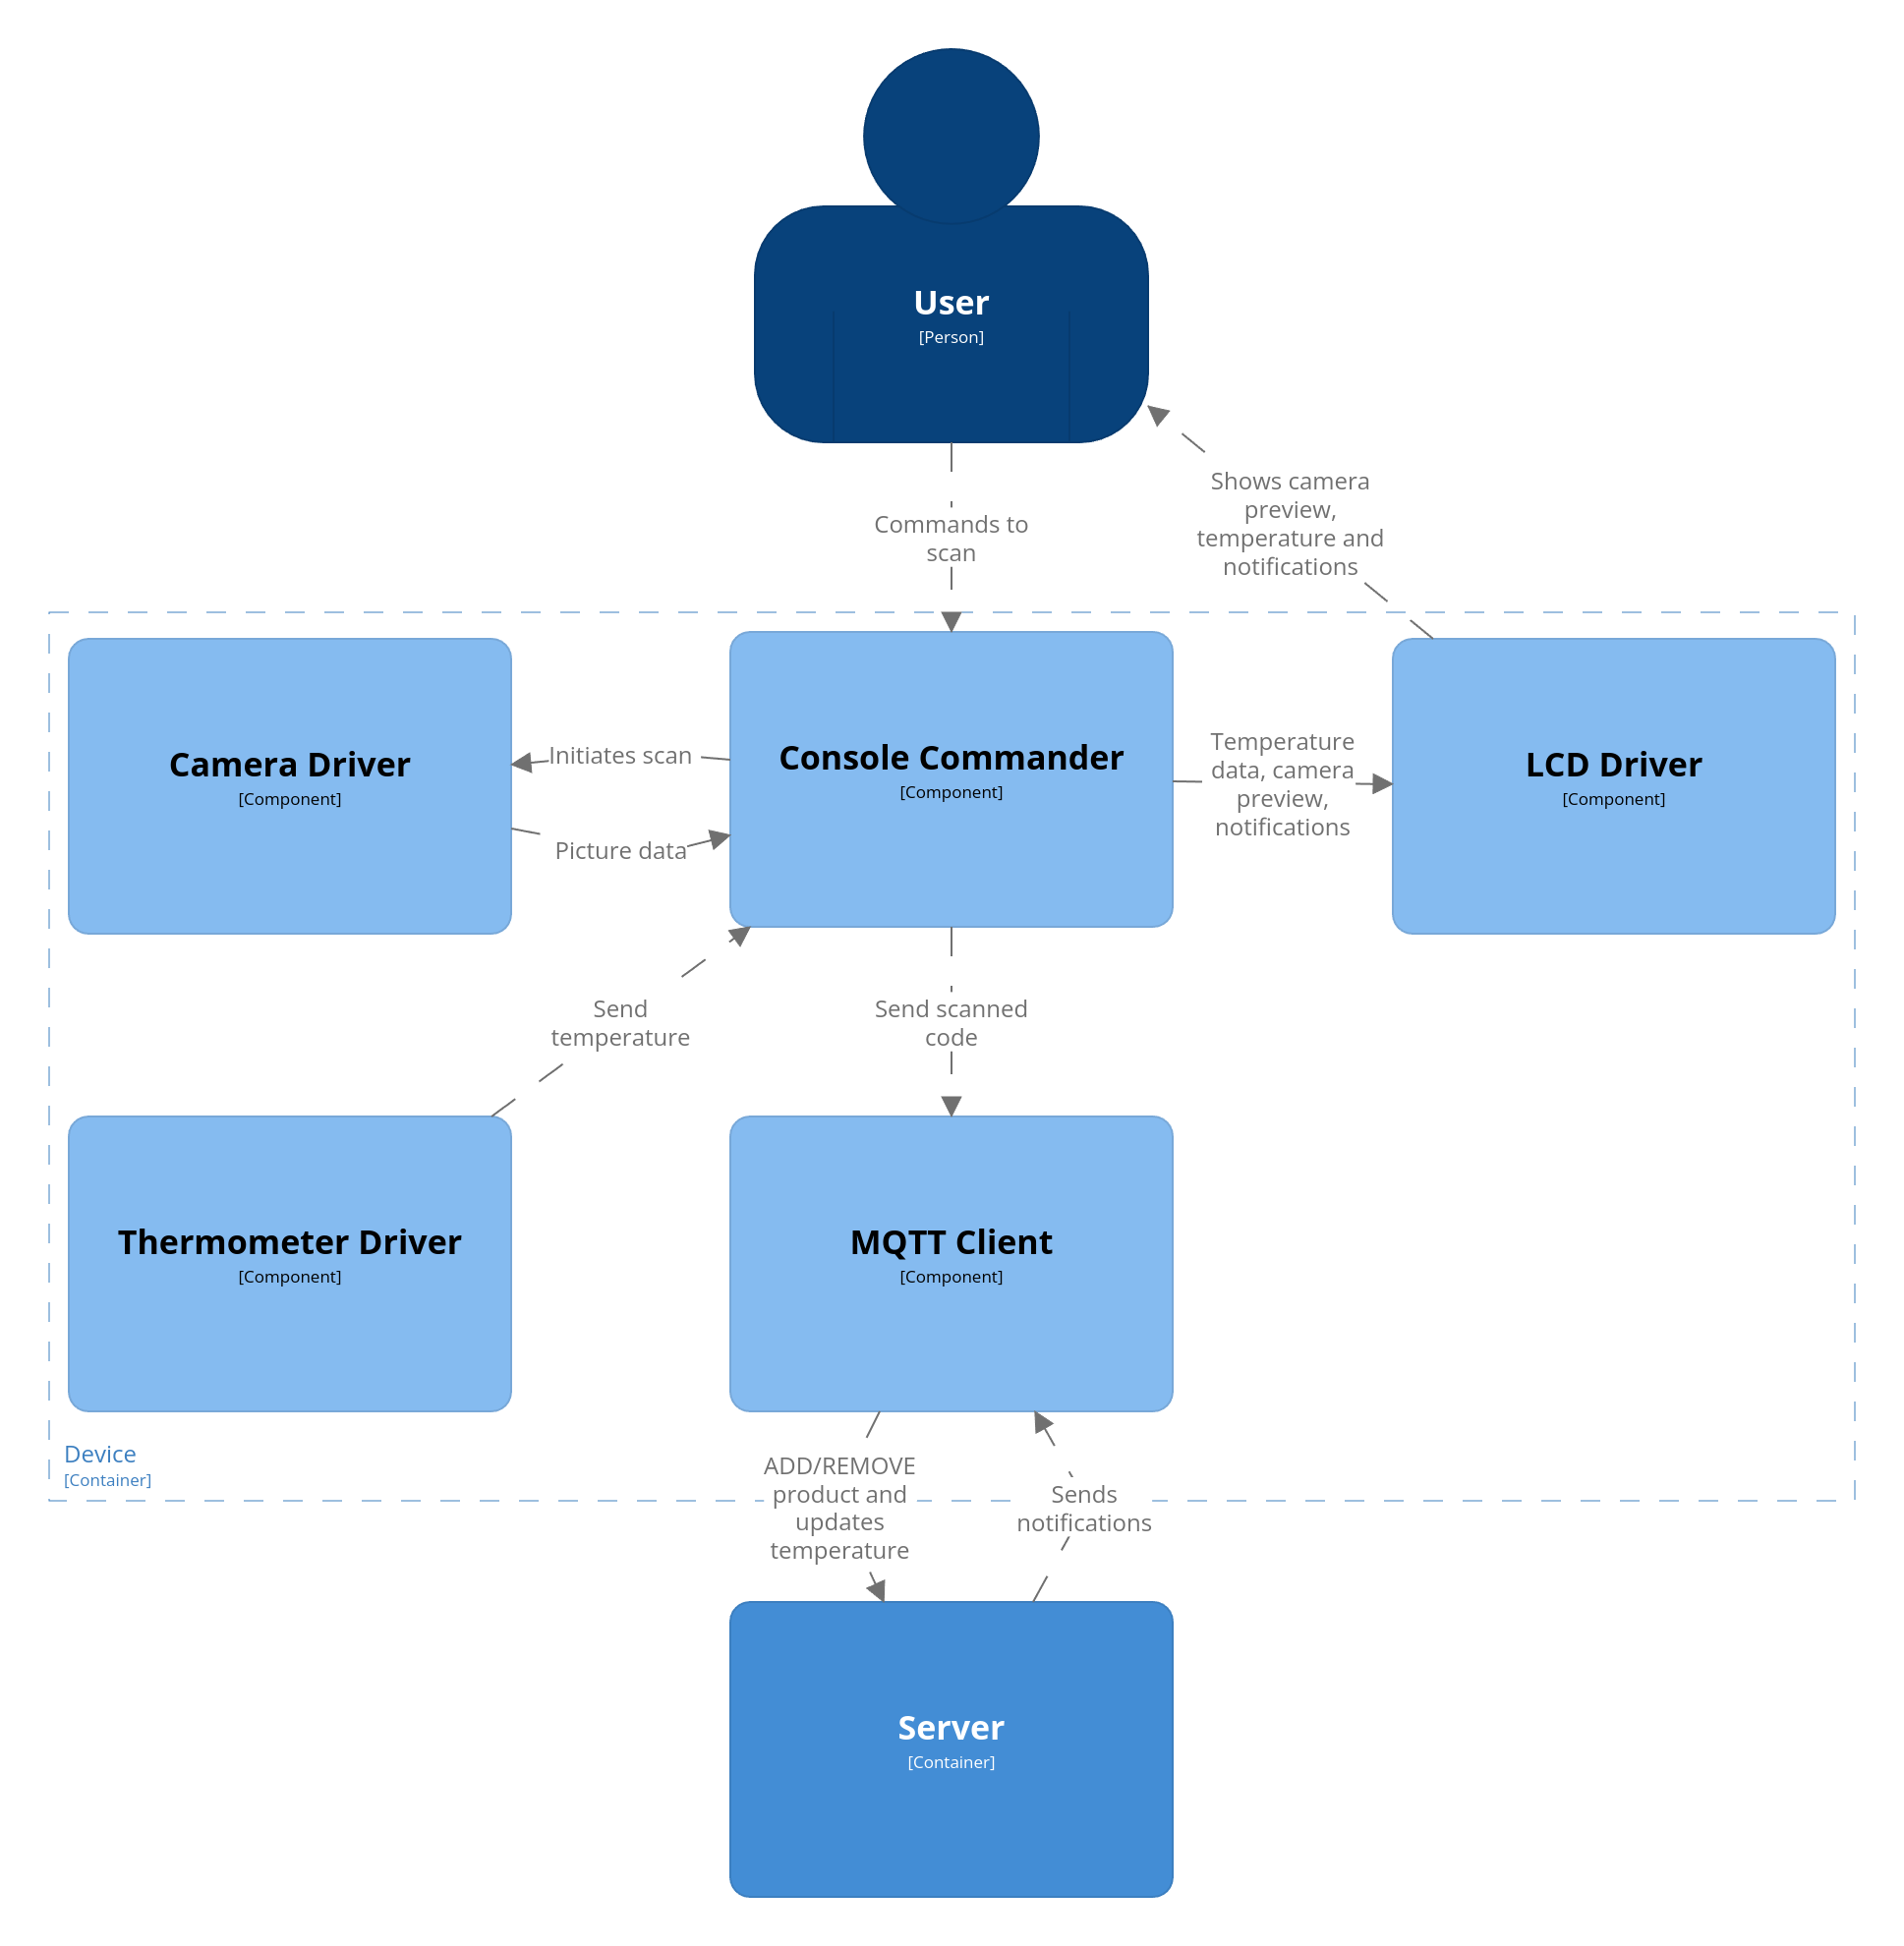 User
[Person]
Shows camera
preview,
temperature and
notifications
Commands to
scan
Camera Driver
[Component]
Initiates scan
Picture data
Console Commander
[Component]
Temperature
data, camera
preview,
notifications
LCD Driver
[Component]
Send
temperature
Send scanned
code
Thermometer Driver
[Component]
MQTT Client
[Component]
Device
[Container]
ADD/REMOVE
product and
updates
temperature
Sends
notifications
Server
[Container]